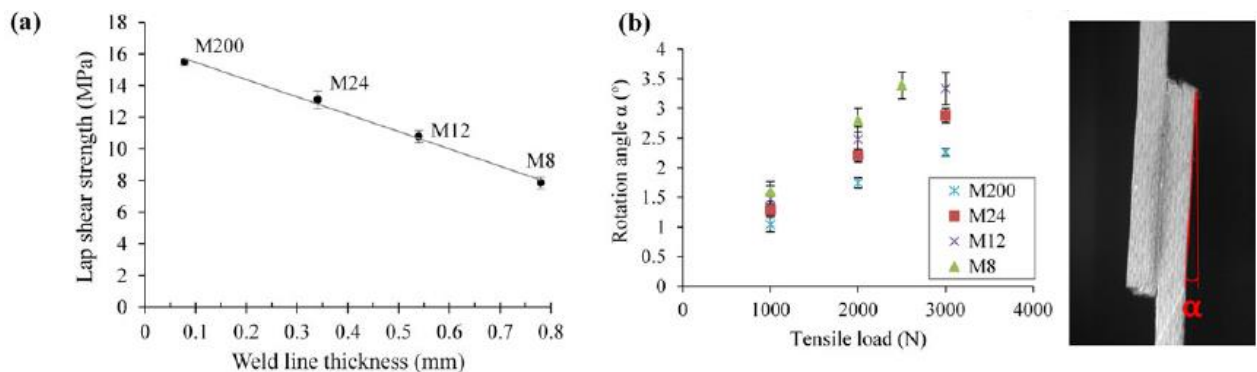 (a)
Lap shear strength (MPa)
18
16
14
12
10
8
6
4
2
0
M200
M24
M12
M8
0 0.1 0.2 0.3 0.4 0.5 0.6 0.7 0.8
Weld line thickness (mm)
(b)
Rotation angle α (°)
4
3.5
3
2.5
2
1.5
1
0.5
0
M200
M24
M12
M8
0 1000 2000 3000 4000
Tensile load (N)
α